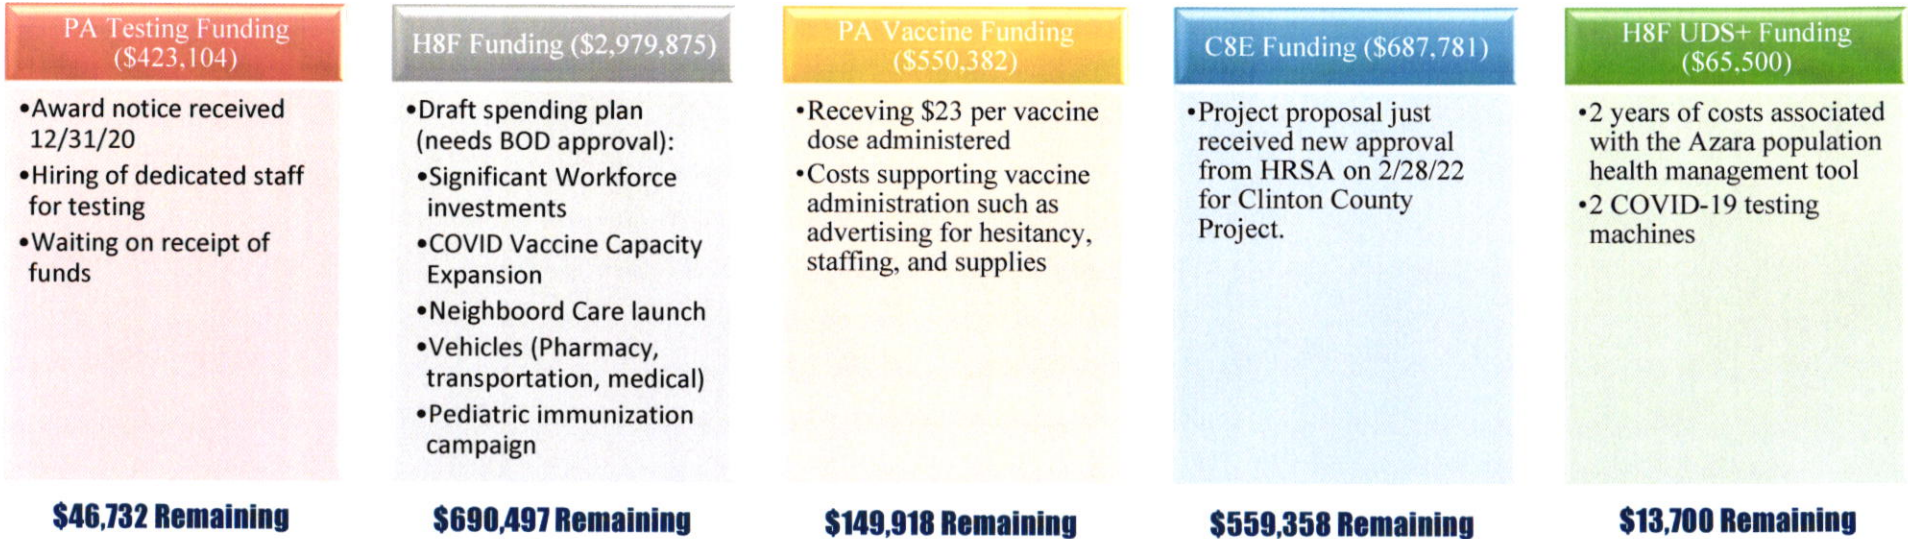 PA Testing Funding
($423,104)
•Award notice received
12/31/20
•Hiring of dedicated staff
for testing
•Waiting on receipt of
funds
$46,732 Remaining
H8F Funding ($2,979,875)
•Draft spending plan
(needs BOD approval):
•Significant Workforce
investments
•COVID Vaccine Capacity
Expansion
•Neighboord Care launch
•Vehicles (Pharmacy,
transportation, medical)
•Pediatric immunization
campaign
$690,497 Remaining
PA Vaccine Funding
($550,382)
•Receving $23 per vaccine
dose administered
•Costs supporting vaccine
administration such as
advertising for hesitancy,
staffing, and supplies
$149,918 Remaining
C8E Funding ($687,781)
•Project proposal just
received new approval
from HRSA on 2/28/22
for Clinton County
Project.
$559,358 Remaining
H8F UDS+ Funding
($65,500)
•2 years of costs associated
with the Azara population
health management tool
•2 COVID-19 testing
machines
$13,700 Remaining